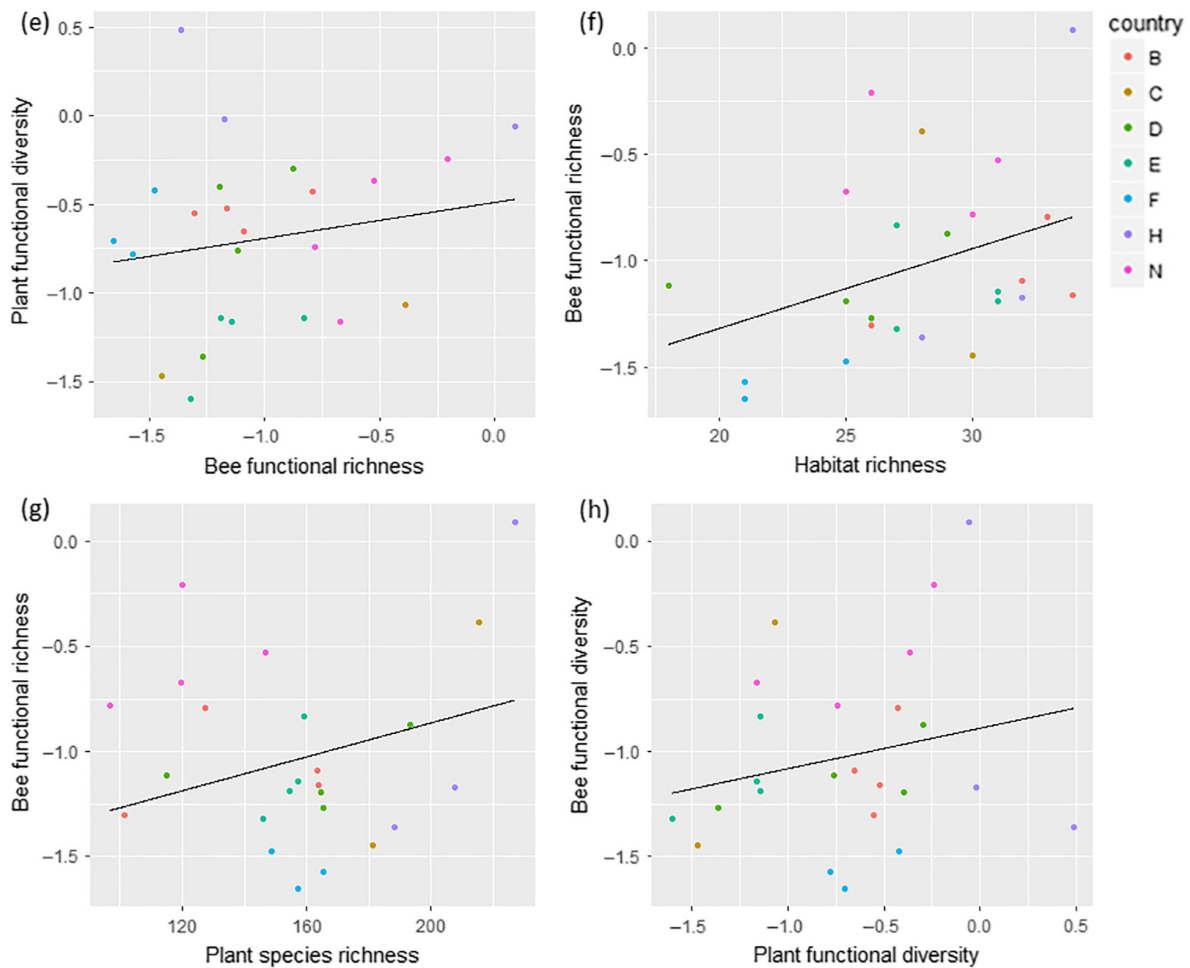 (e)
Plant functional diversity
0.5
0.0
−0.5
−1.0
−1.5
−1.5 −1.0 −0.5 0.0
Bee functional richness
(f)
Bee functional richness
0.0
−0.5
−1.0
−1.5
20 25 30
Habitat richness
country
B
C
D
E
F
H
N
(g)
Bee functional richness
0.0
−0.5
−1.0
−1.5
120 160 200
Plant species richness
(h)
Bee functional diversity
0.0
−0.5
−1.0
−1.5
−1.5 −1.0 −0.5 0.0 0.5
Plant functional diversity